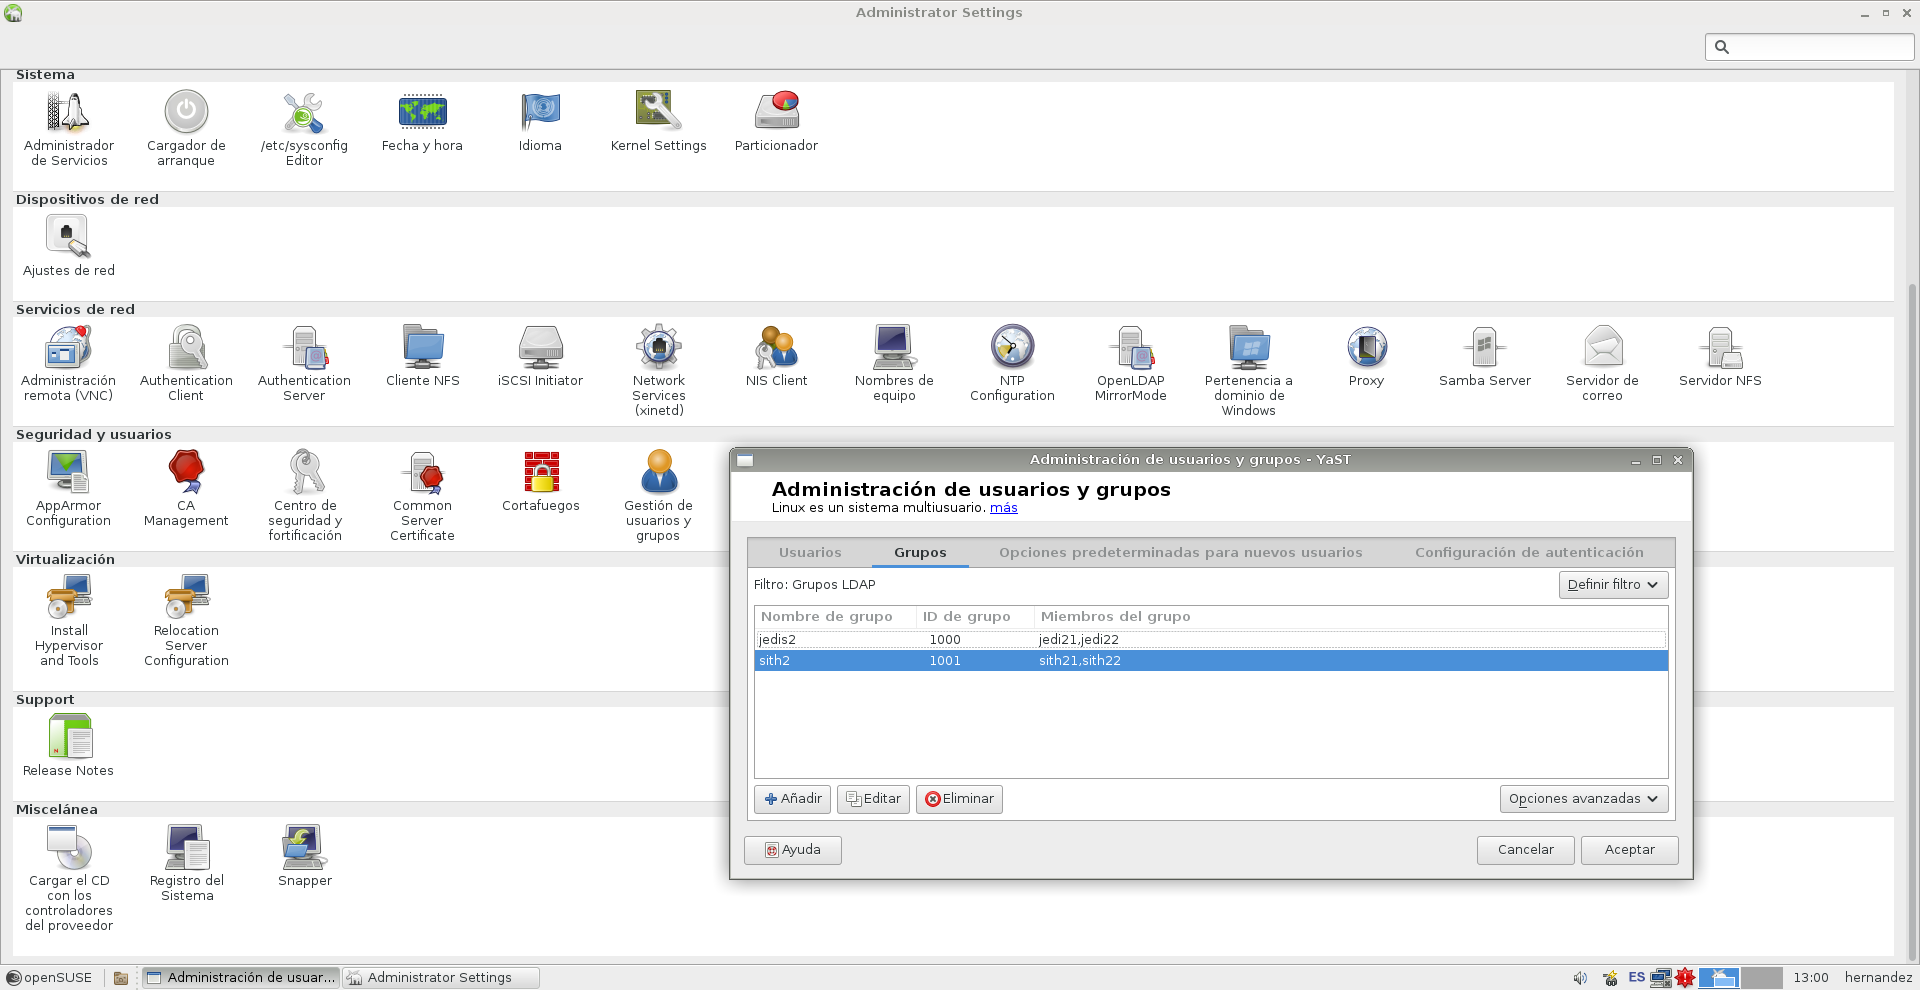 Administrator Settings
Sistema
Administrador de Servicios
Cargador de arranque
/etc/sysconfig Editor
Fecha y hora
Idioma
Kernel Settings
Particionador
Dispositivos de red
Ajustes de red
Servicios de red
Administración remota (VNC)
Authentication Client
Authentication Server
Cliente NFS
iSCSI Initiator
Network Services (xinetd)
NIS Client
Nombres de equipo
NTP Configuration
OpenLDAP MirrorMode
Pertenencia a dominio de Windows
Proxy
Samba Server
Servidor de correo
Servidor NFS
Seguridad y usuarios
AppArmor Configuration
CA Management
Centro de seguridad y fortificación
Common Server Certificate
Cortafuegos
Gestión de usuarios y grupos
Virtualización
Install Hypervisor and Tools
Relocation Server Configuration
Support
Release Notes
Miscelánea
Cargar el CD con los controladores del proveedor
Registro del Sistema
Snapper
Administración de usuarios y grupos - YaST
Administración de usuarios y grupos
Linux es un sistema multiusuario. más
Usuarios Grupos Opciones predeterminadas para nuevos usuarios Configuración de autenticación
Filtro: Grupos LDAP Definir filtro
Nombre de grupo ID de grupo Miembros del grupo
jedis2 1000 jedi21,jedi22
sith2 1001 sith21,sith22
Añadir Editar Eliminar Opciones avanzadas
Ayuda Cancelar Aceptar
openSUSE Administración de usuar... Administrator Settings ES 13:00 hernandez